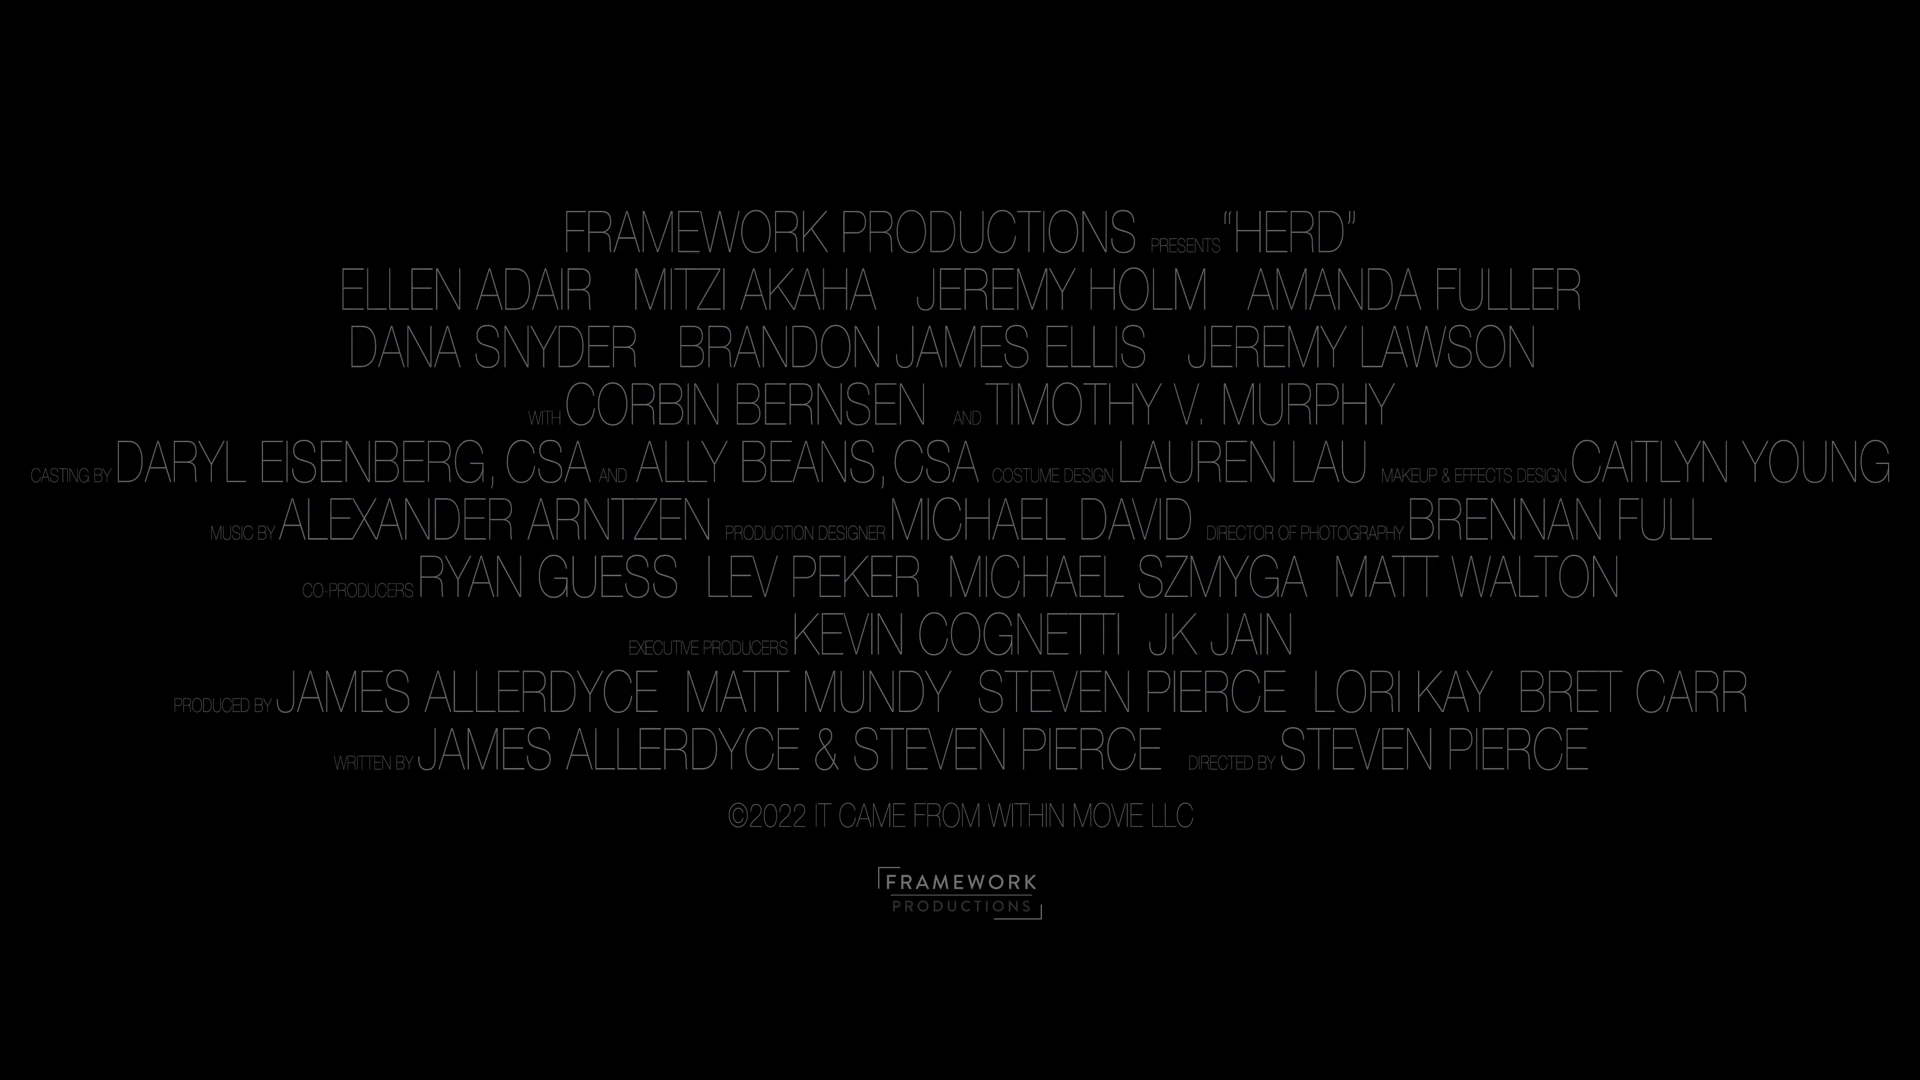 FRAMEWORK PRODUCTIONS PRESENTS “HERD”
ELLEN ADAIR MITZI AKAHA JEREMY HOLM AMANDA FULLER
DANA SNYDER BRANDON JAMES ELLIS JEREMY LAWSON
WITH CORBIN BERNSEN AND TIMOTHY V. MURPHY
CASTING BY DARYL EISENBERG, CSA AND ALLY BEANS, CSA COSTUME DESIGN LAUREN LAU MAKEUP & EFFECTS DESIGN CAITLYN YOUNG
MUSIC BY ALEXANDER ARNTZEN PRODUCTION DESIGNER MICHAEL DAVID DIRECTOR OF PHOTOGRAPHY BRENNAN FULL
CO-PRODUCERS RYAN GUESS LEV PEKER MICHAEL SZMYGA MATT WALTON
EXECUTIVE PRODUCERS KEVIN COGNETTI JK JAIN
PRODUCED BY JAMES ALLERDYCE MATT MUNDY STEVEN PIERCE LORI KAY BRET CARR
WRITTEN BY JAMES ALLERDYCE & STEVEN PIERCE DIRECTED BY STEVEN PIERCE
©2022 IT CAME FROM WITHIN MOVIE LLC
FRAMEWORK
PRODUCTIONS